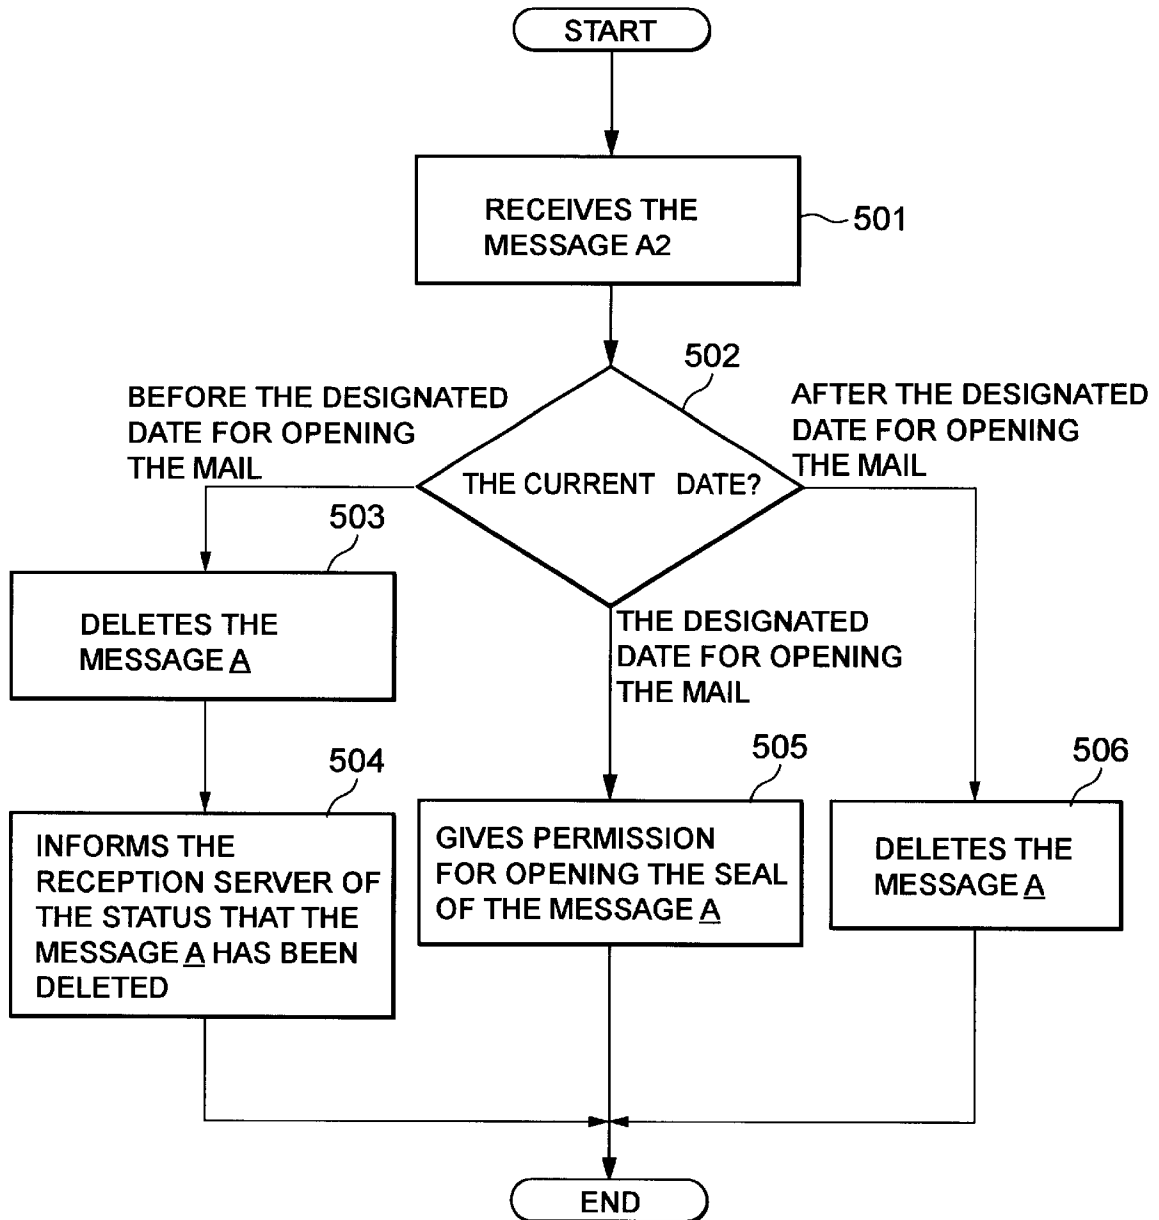 START
RECEIVES THE
MESSAGE A2
501
502
BEFORE THE DESIGNATED
DATE FOR OPENING
THE MAIL
AFTER THE DESIGNATED
DATE FOR OPENING
THE MAIL
THE CURRENT DATE?
503
DELETES THE
MESSAGE A
THE DESIGNATED
DATE FOR OPENING
THE MAIL
504
INFORMS THE
RECEPTION SERVER OF
THE STATUS THAT THE
MESSAGE A HAS BEEN
DELETED
505
GIVES PERMISSION
FOR OPENING THE SEAL
OF THE MESSAGE A
506
DELETES THE
MESSAGE A
END